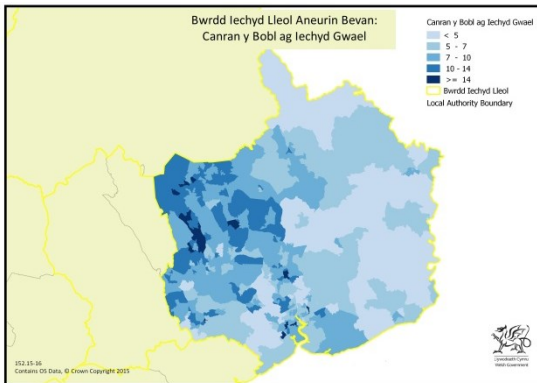 Bwrdd Iechyd Lleol Aneurin Bevan:
Canran y Bobl ag Iechyd Gwael
Canran y Bobl ag Iechyd Gwael
< 5
5 - 7
7 - 10
10 - 14
>= 14
Bwrdd Iechyd Lleol
Local Authority Boundary
152.15-16
Contains OS Data, © Crown Copyright 2015
Llywodraeth Cymru
Welsh Government